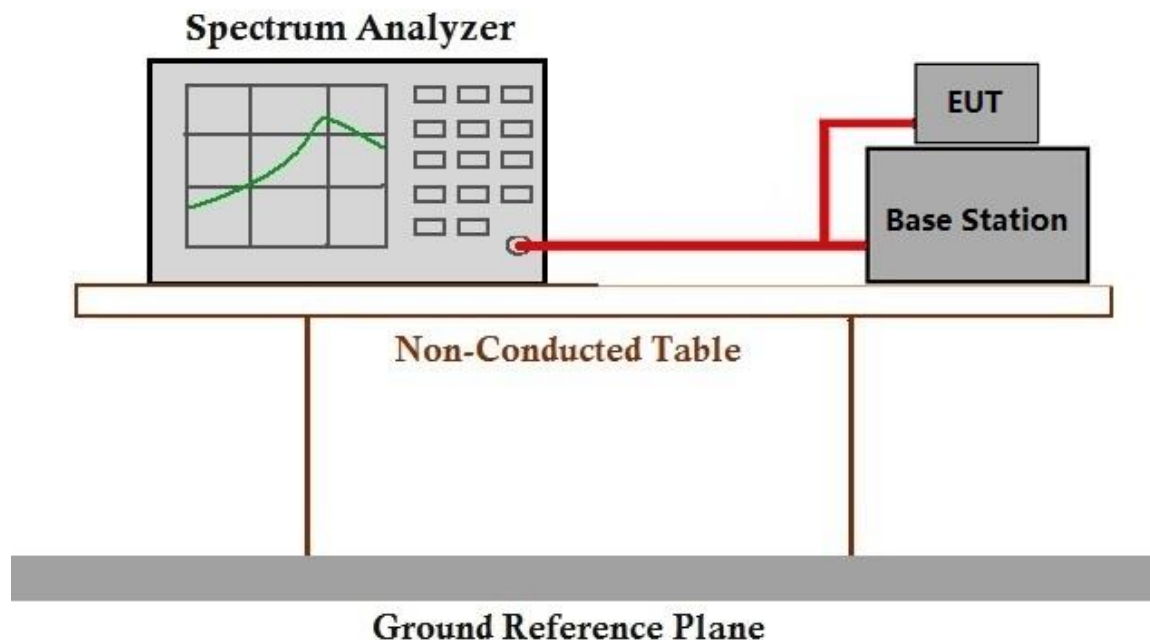 Spectrum Analyzer
EUT
Base Station
Non-Conducted Table
Ground Reference Plane